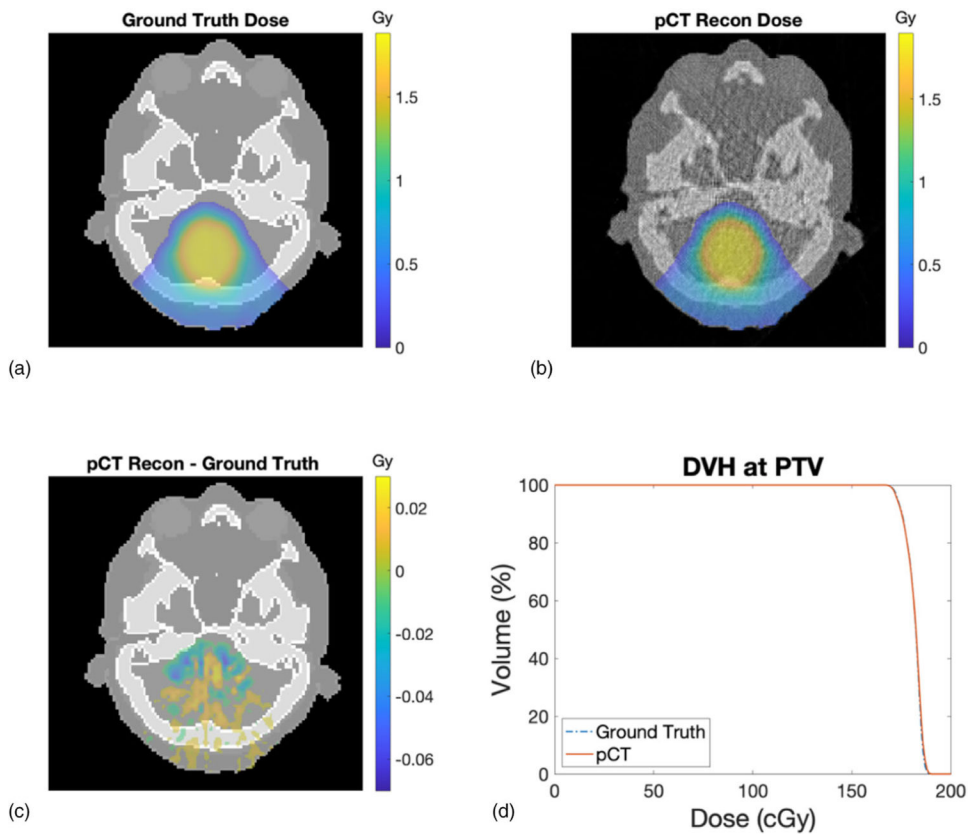 Ground Truth Dose
Gy
1.5
1
0.5
0
(a)
pCT Recon Dose
Gy
1.5
1
0.5
0
(b)
pCT Recon - Ground Truth
Gy
0.02
0
-0.02
-0.04
-0.06
(c)
DVH at PTV
100
80
60
40
20
0
Volume (%)
Ground Truth
pCT
0 50 100 150 200
Dose (cGy)
(d)